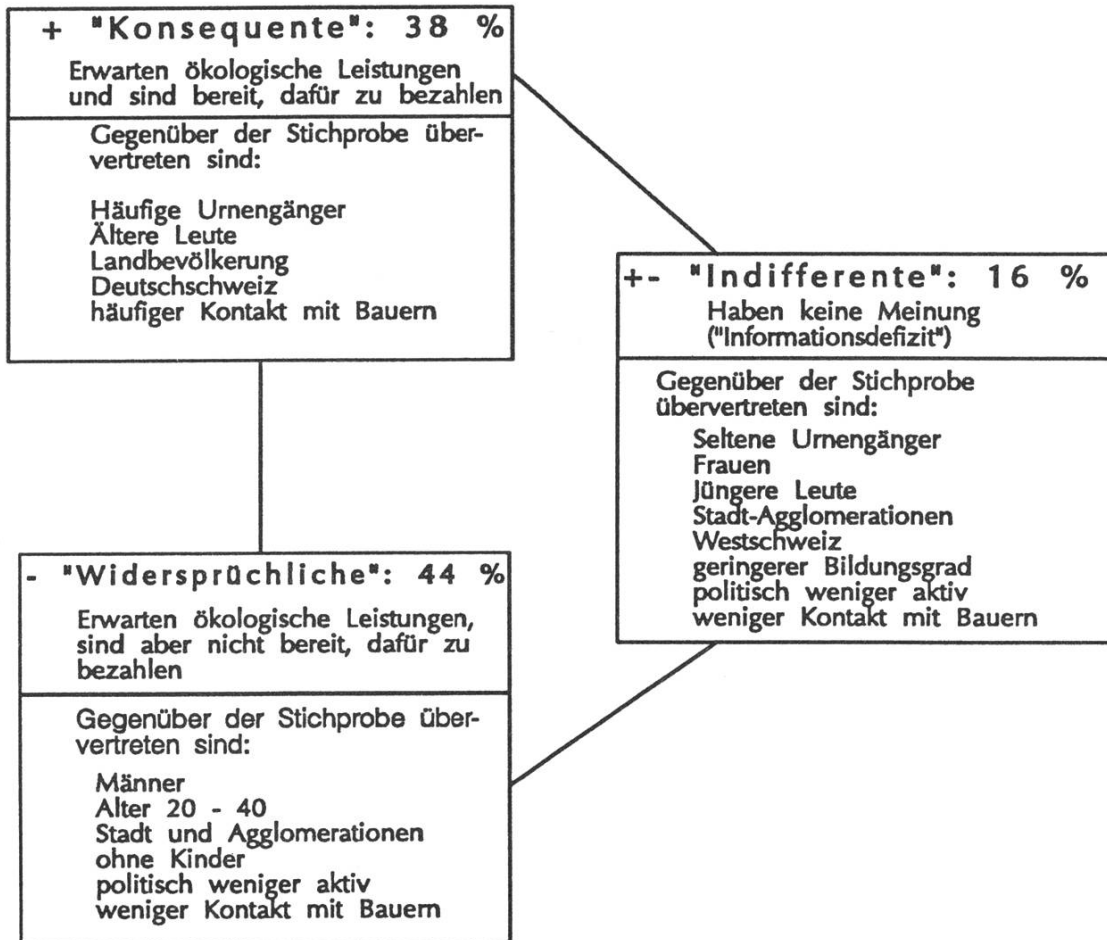 + "Konsequente": 38 %
Erwarten ökologische Leistungen
und sind bereit, dafür zu bezahlen
Gegenüber der Stichprobe über-
vertreten sind:
Häufige Urnengänger
Ältere Leute
Landbevölkerung
Deutschschweiz
häufiger Kontakt mit Bauern
+- "Indifferente": 16 %
Haben keine Meinung
("Informationsdefizit")
Gegenüber der Stichprobe
übervertreten sind:
Seltene Urnengänger
Frauen
Jüngere Leute
Stadt-Agglomerationen
Westschweiz
geringerer Bildungsgrad
politisch weniger aktiv
weniger Kontakt mit Bauern
- "Widersprüchliche": 44 %
Erwarten ökologische Leistungen,
sind aber nicht bereit, dafür zu
bezahlen
Gegenüber der Stichprobe über-
vertreten sind:
Männer
Alter 20 - 40
Stadt und Agglomerationen
ohne Kinder
politisch weniger aktiv
weniger Kontakt mit Bauern